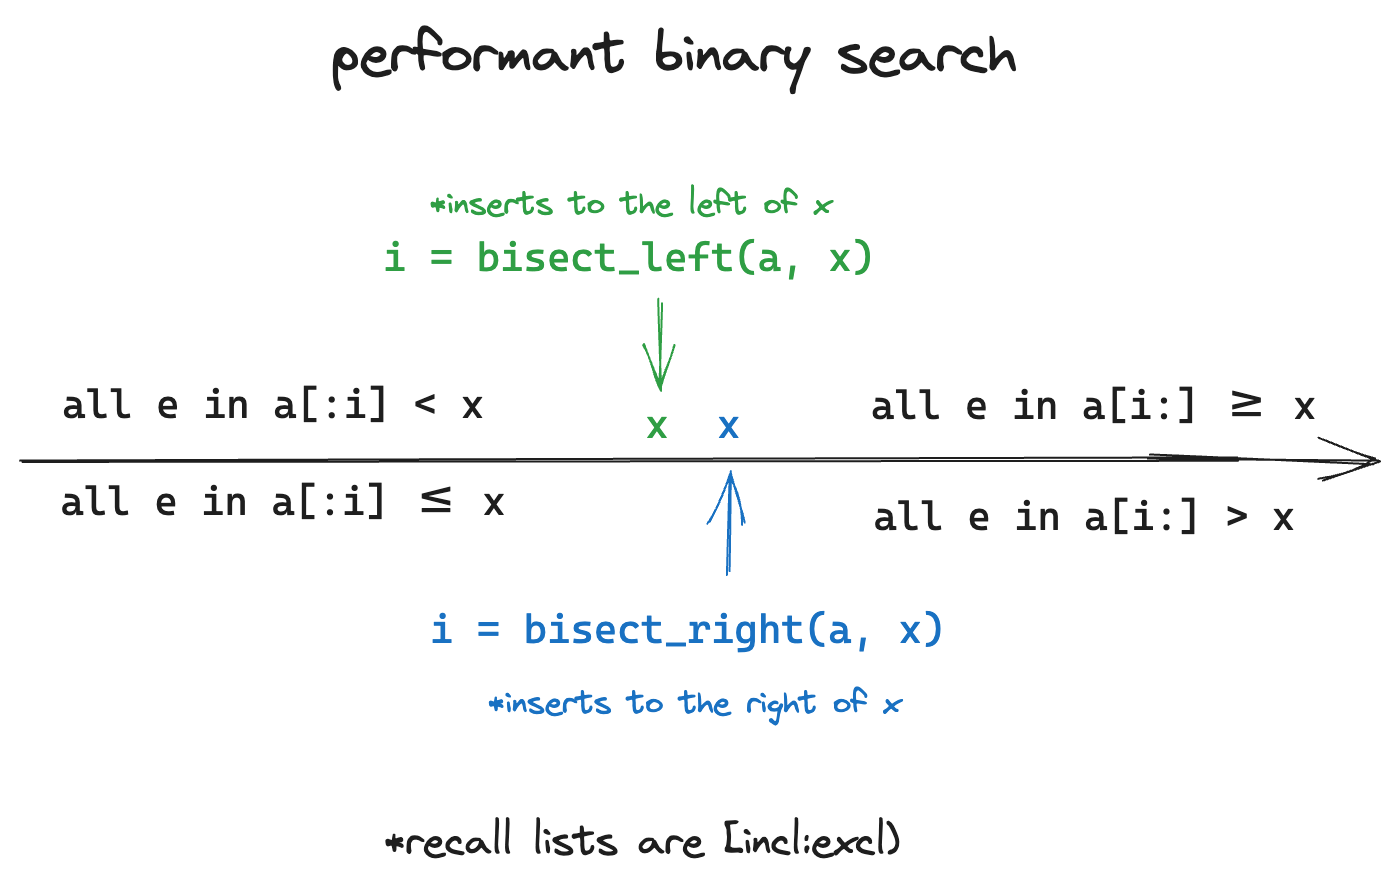 performant binary search
*inserts to the left of x
i = bisect_left(a, x)
all e in a[:i] < x
x x
all e in a[i:] ≥ x
all e in a[:i] ≤ x
all e in a[i:] > x
i = bisect_right(a, x)
*inserts to the right of x
*recall lists are [incl:excl)